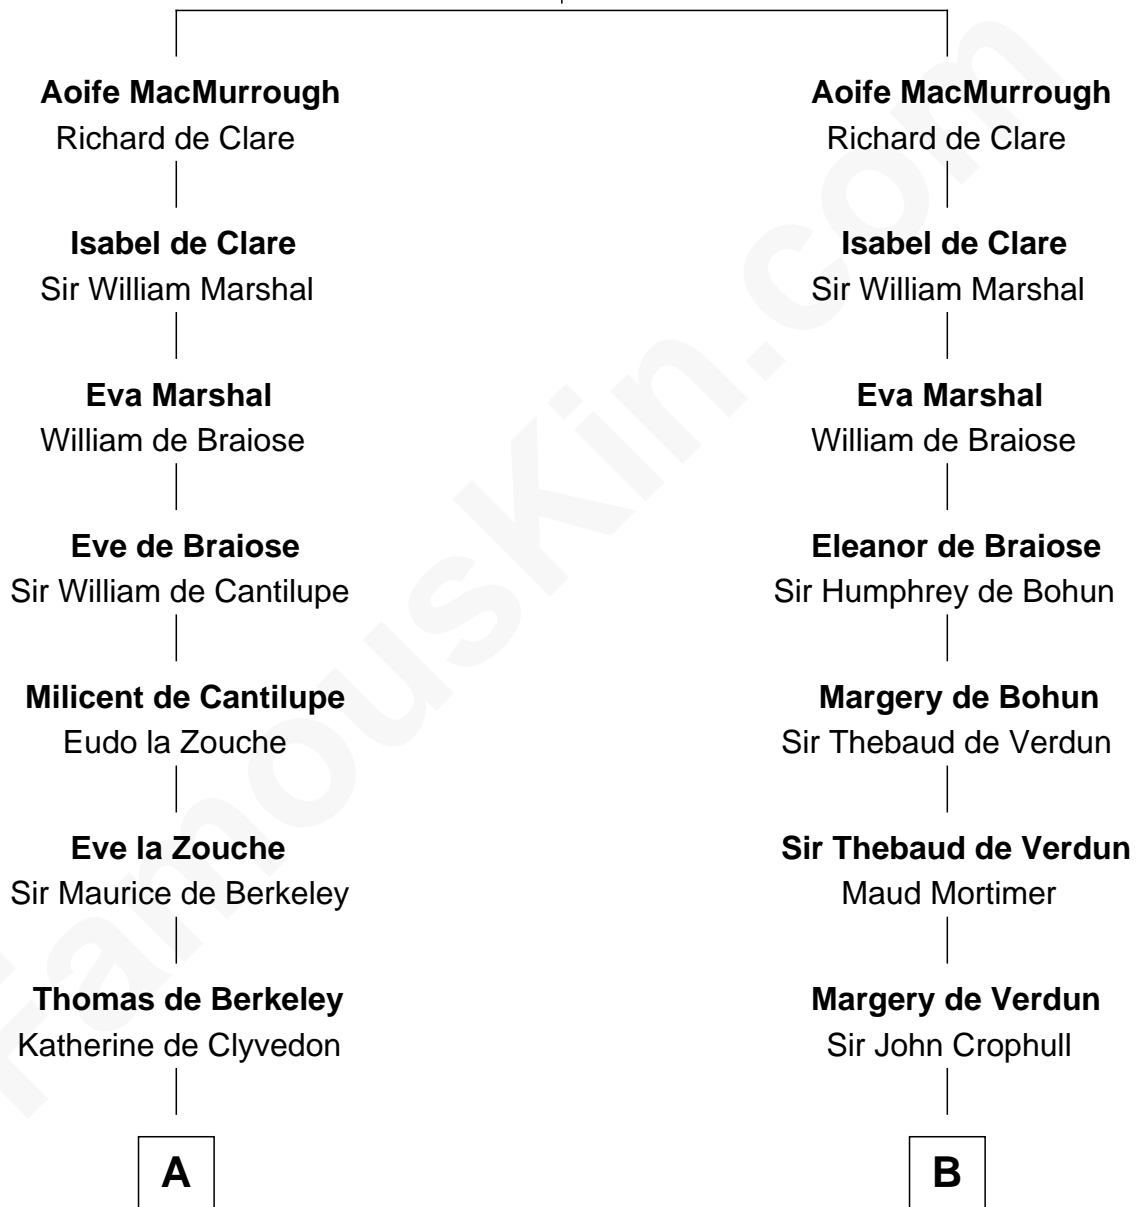 Aoife MacMurrough
Richard de Clare
Isabel de Clare
Sir William Marshal
Eva Marshal
William de Braiose
Eve de Braiose
Sir William de Cantilupe
Milicent de Cantilupe
Eudo la Zouche
Eve la Zouche
Sir Maurice de Berkeley
Thomas de Berkeley
Katherine de Clyvedon
A
Aoife MacMurrough
Richard de Clare
Isabel de Clare
Sir William Marshal
Eva Marshal
William de Braiose
Eleanor de Braiose
Sir Humphrey de Bohun
Margery de Bohun
Sir Thebaud de Verdun
Sir Thebaud de Verdun
Maud Mortimer
Margery de Verdun
Sir John Crophull
B
FamousKin.com